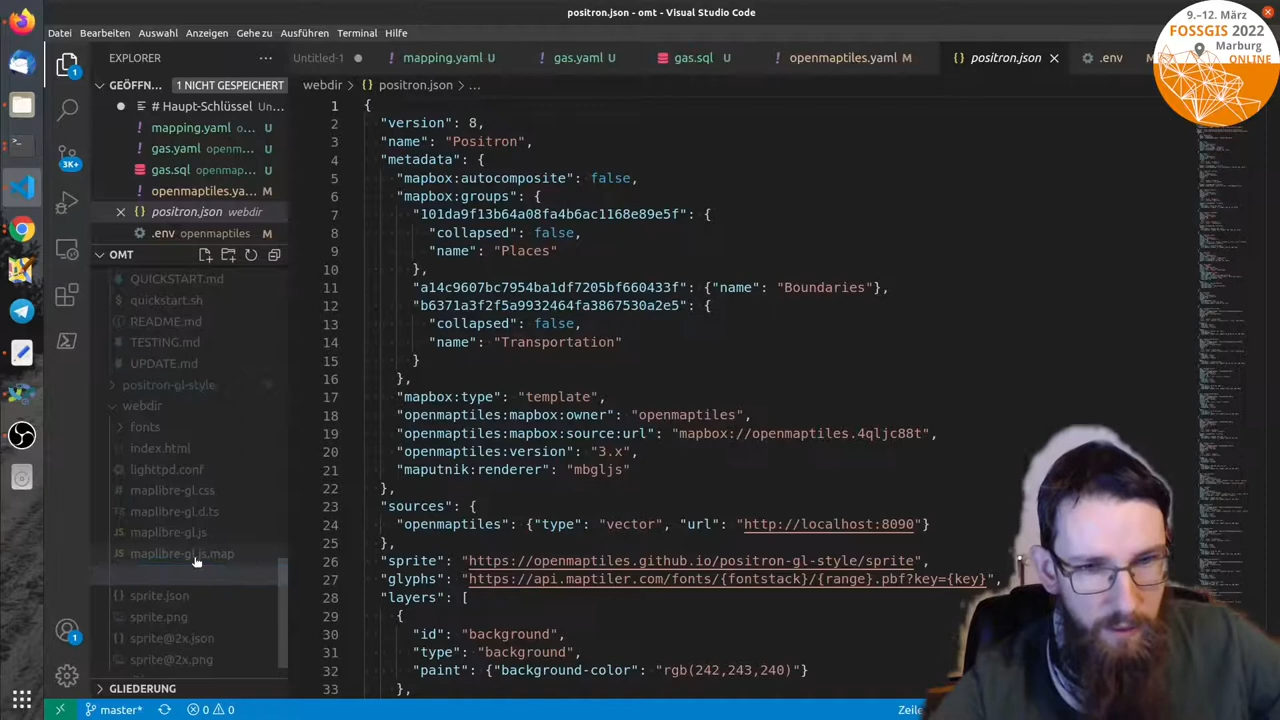 positron.json - omt - Visual Studio Code
Datei Bearbeiten Auswahl Anzeigen Gehe zu Ausführen Terminal Hilfe
9.–12. März
FOSSGIS 2022
Marburg
ONLINE
EXPLORER
Untitled-1
mapping.yaml U
gas.yaml U
gas.sql U
openmaptiles.yaml M
positron.json
.env
M
GEÖFFN...
1 NICHT GESPEICHERT
# Haupt-Schlüssel Un...
mapping.yaml o... U
gas.yaml openm... U
gas.sql openmap... U
openmaptiles.ya... M
positron.json webdir
.env openmaptiles M
OMT
QUICKSTART.md
quickstart.sh
README.md
TESTING.md
UPDATE.md
positron-gl-style
webdir
fonts
index.html
lighttpd.conf
maplibre-gl.css
maplibre-gl.d.ts
maplibre-gl.js
maplibre-gl.js.map
sprite.json
sprite.png
sprite@2x.json
sprite@2x.png
GLIEDERUNG
1
3K+
1
webdir > positron.json > ...
1 {
2 "version": 8,
3 "name": "Positron",
4 "metadata": {
5 "mapbox:autocomposite": false,
6 "mapbox:groups": {
7 "101da9f13b64a08fa4b6ac1168e89e5f": {
8 "collapsed": false,
9 "name": "Places"
10 },
11 "a14c9607bc7954ba1df7205bf660433f": {"name": "Boundaries"},
12 "b6371a3f2f5a9932464fa3867530a2e5": {
13 "collapsed": false,
14 "name": "Transportation"
15 }
16 },
17 "mapbox:type": "template",
18 "openmaptiles:mapbox:owner": "openmaptiles",
19 "openmaptiles:mapbox:source:url": "mapbox://openmaptiles.4qljc88t",
20 "openmaptiles:version": "3.x",
21 "maputnik:renderer": "mbgljs"
22 },
23 "sources": {
24 "openmaptiles": {"type": "vector", "url": "http://localhost:8090"}
25 },
26 "sprite": "http://openmaptiles.github.io/positron-gl-style/sprite",
27 "glyphs": "https://api.maptiler.com/fonts/{fontstack}/{range}.pbf?key={key}",
28 "layers": [
29 {
30 "id": "background",
31 "type": "background",
32 "paint": {"background-color": "rgb(242,243,240)"}
33 },
master* 0 0
Zeile